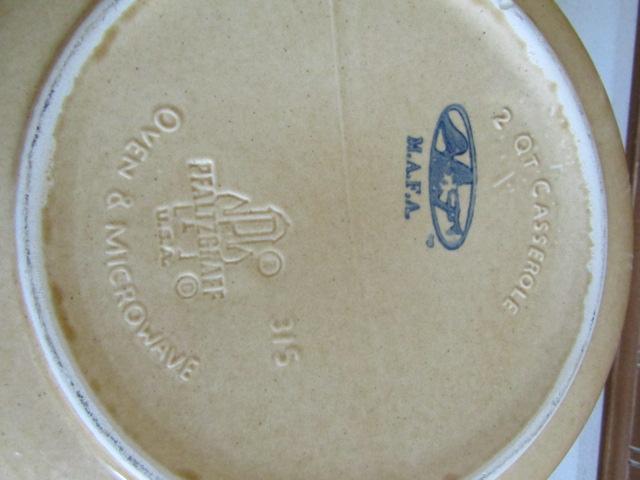 2 QT CASSEROLE
M.A.F.A.
315
PFALTZGRAFF
U.S.A.
OVEN & MICROWAVE